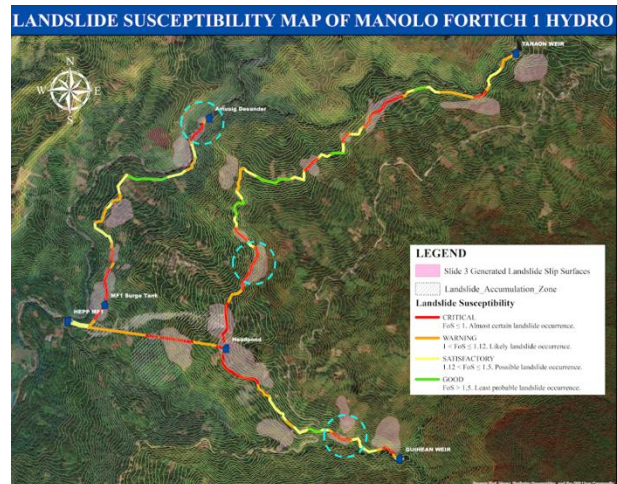 LANDSLIDE SUSCEPTIBILITY MAP OF MANOLO FORTICH 1 HYDRO
TANAON WEIR
N
W E
S
Amusig Desander
MF1 Surge Tank
HEPP MF1
Headpond
GUIHEAN WEIR
LEGEND
Slide 3 Generated Landslide Slip Surfaces
Landslide_Accumulation_Zone
Landslide Susceptibility
CRITICAL
FoS ≤ 1. Almost certain landslide occurrence.
WARNING
1 < FoS ≤ 1.12. Likely landslide occurrence.
SATISFACTORY
1.12 < FoS ≤ 1.5. Possible landslide occurrence.
GOOD
FoS > 1.5. Least probable landslide occurrence.